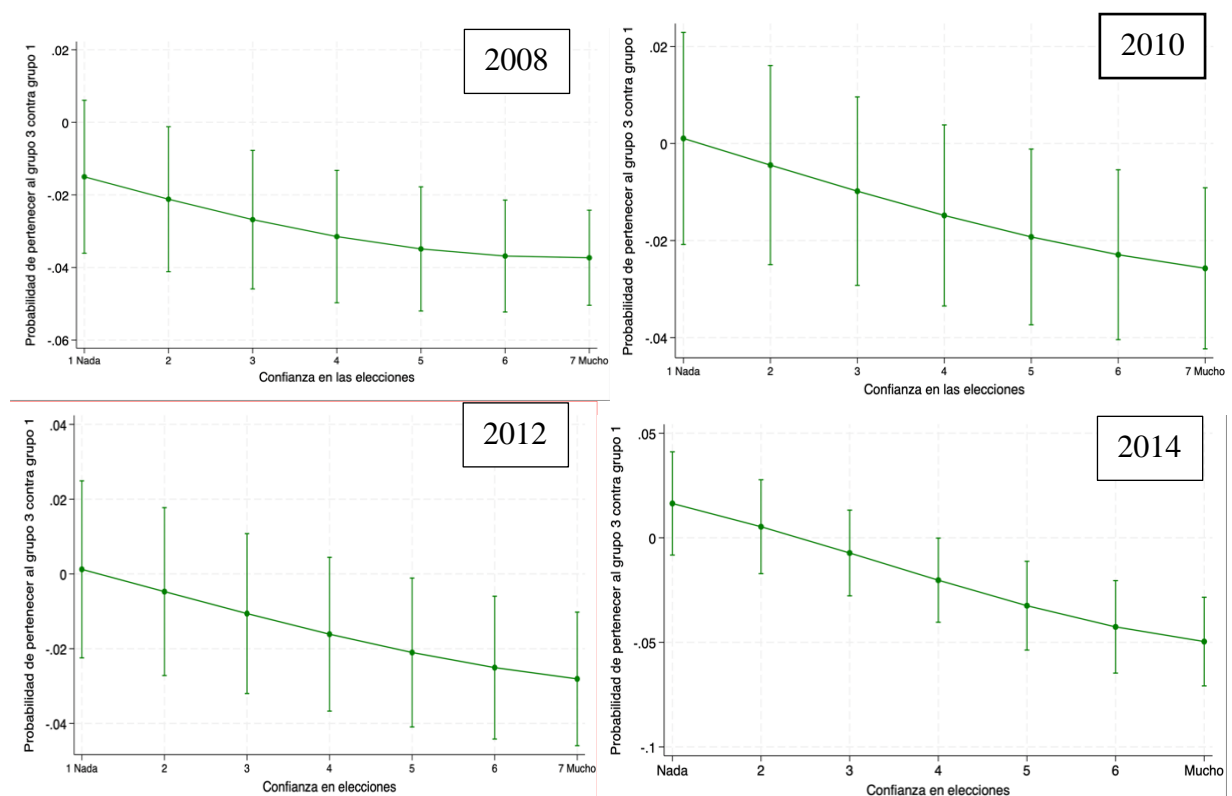 2008
Probabilidad de pertenecer al grupo 3 contra grupo 1
.02
0
-.02
-.04
-.06
1 Nada 2 3 4 5 6 7 Mucho
Confianza en las elecciones
2010
Probabilidad de pertenecer al grupo 3 contra grupo 1
.02
0
-.02
-.04
1 Nada 2 3 4 5 6 7 Mucho
Confianza en las elecciones
2012
Probabilidad de pertenecer al grupo 3 contra grupo 1
.04
.02
0
-.02
-.04
1 Nada 2 3 4 5 6 7 Mucho
Confianza en elecciones
2014
Probabilidad de pertenecer al grupo 3 contra grupo 1
.05
0
-.05
-.1
Nada 2 3 4 5 6 Mucho
Confianza en elecciones